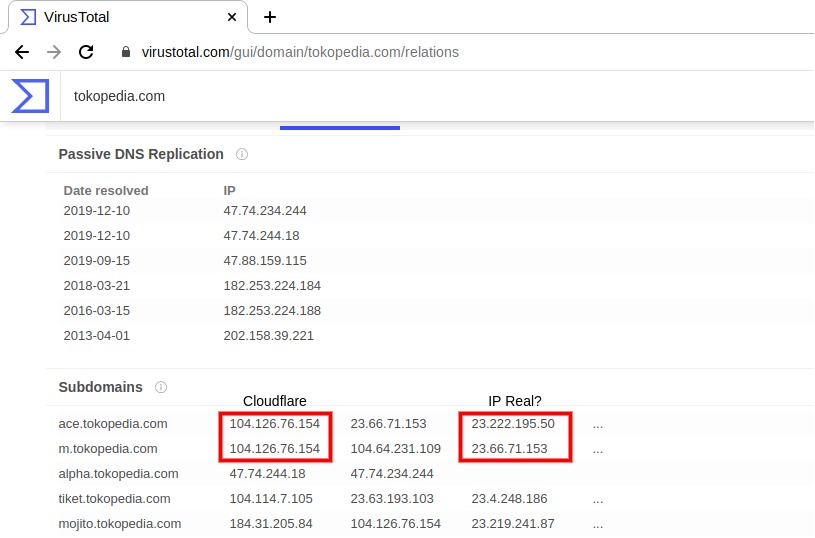 VirusTotal
virustotal.com/gui/domain/tokopedia.com/relations
tokopedia.com
Passive DNS Replication
Date resolved IP
2019-12-10 47.74.234.244
2019-12-10 47.74.244.18
2019-09-15 47.88.159.115
2018-03-21 182.253.224.184
2016-03-15 182.253.224.188
2013-04-01 202.158.39.221
Subdomains
Cloudflare IP Real?
ace.tokopedia.com 104.126.76.154 23.66.71.153 23.222.195.50 ...
m.tokopedia.com 104.126.76.154 104.64.231.109 23.66.71.153 ...
alpha.tokopedia.com 47.74.244.18 47.74.234.244
tiket.tokopedia.com 104.114.7.105 23.63.193.103 23.4.248.186 ...
mojito.tokopedia.com 184.31.205.84 104.126.76.154 23.219.241.87 ...